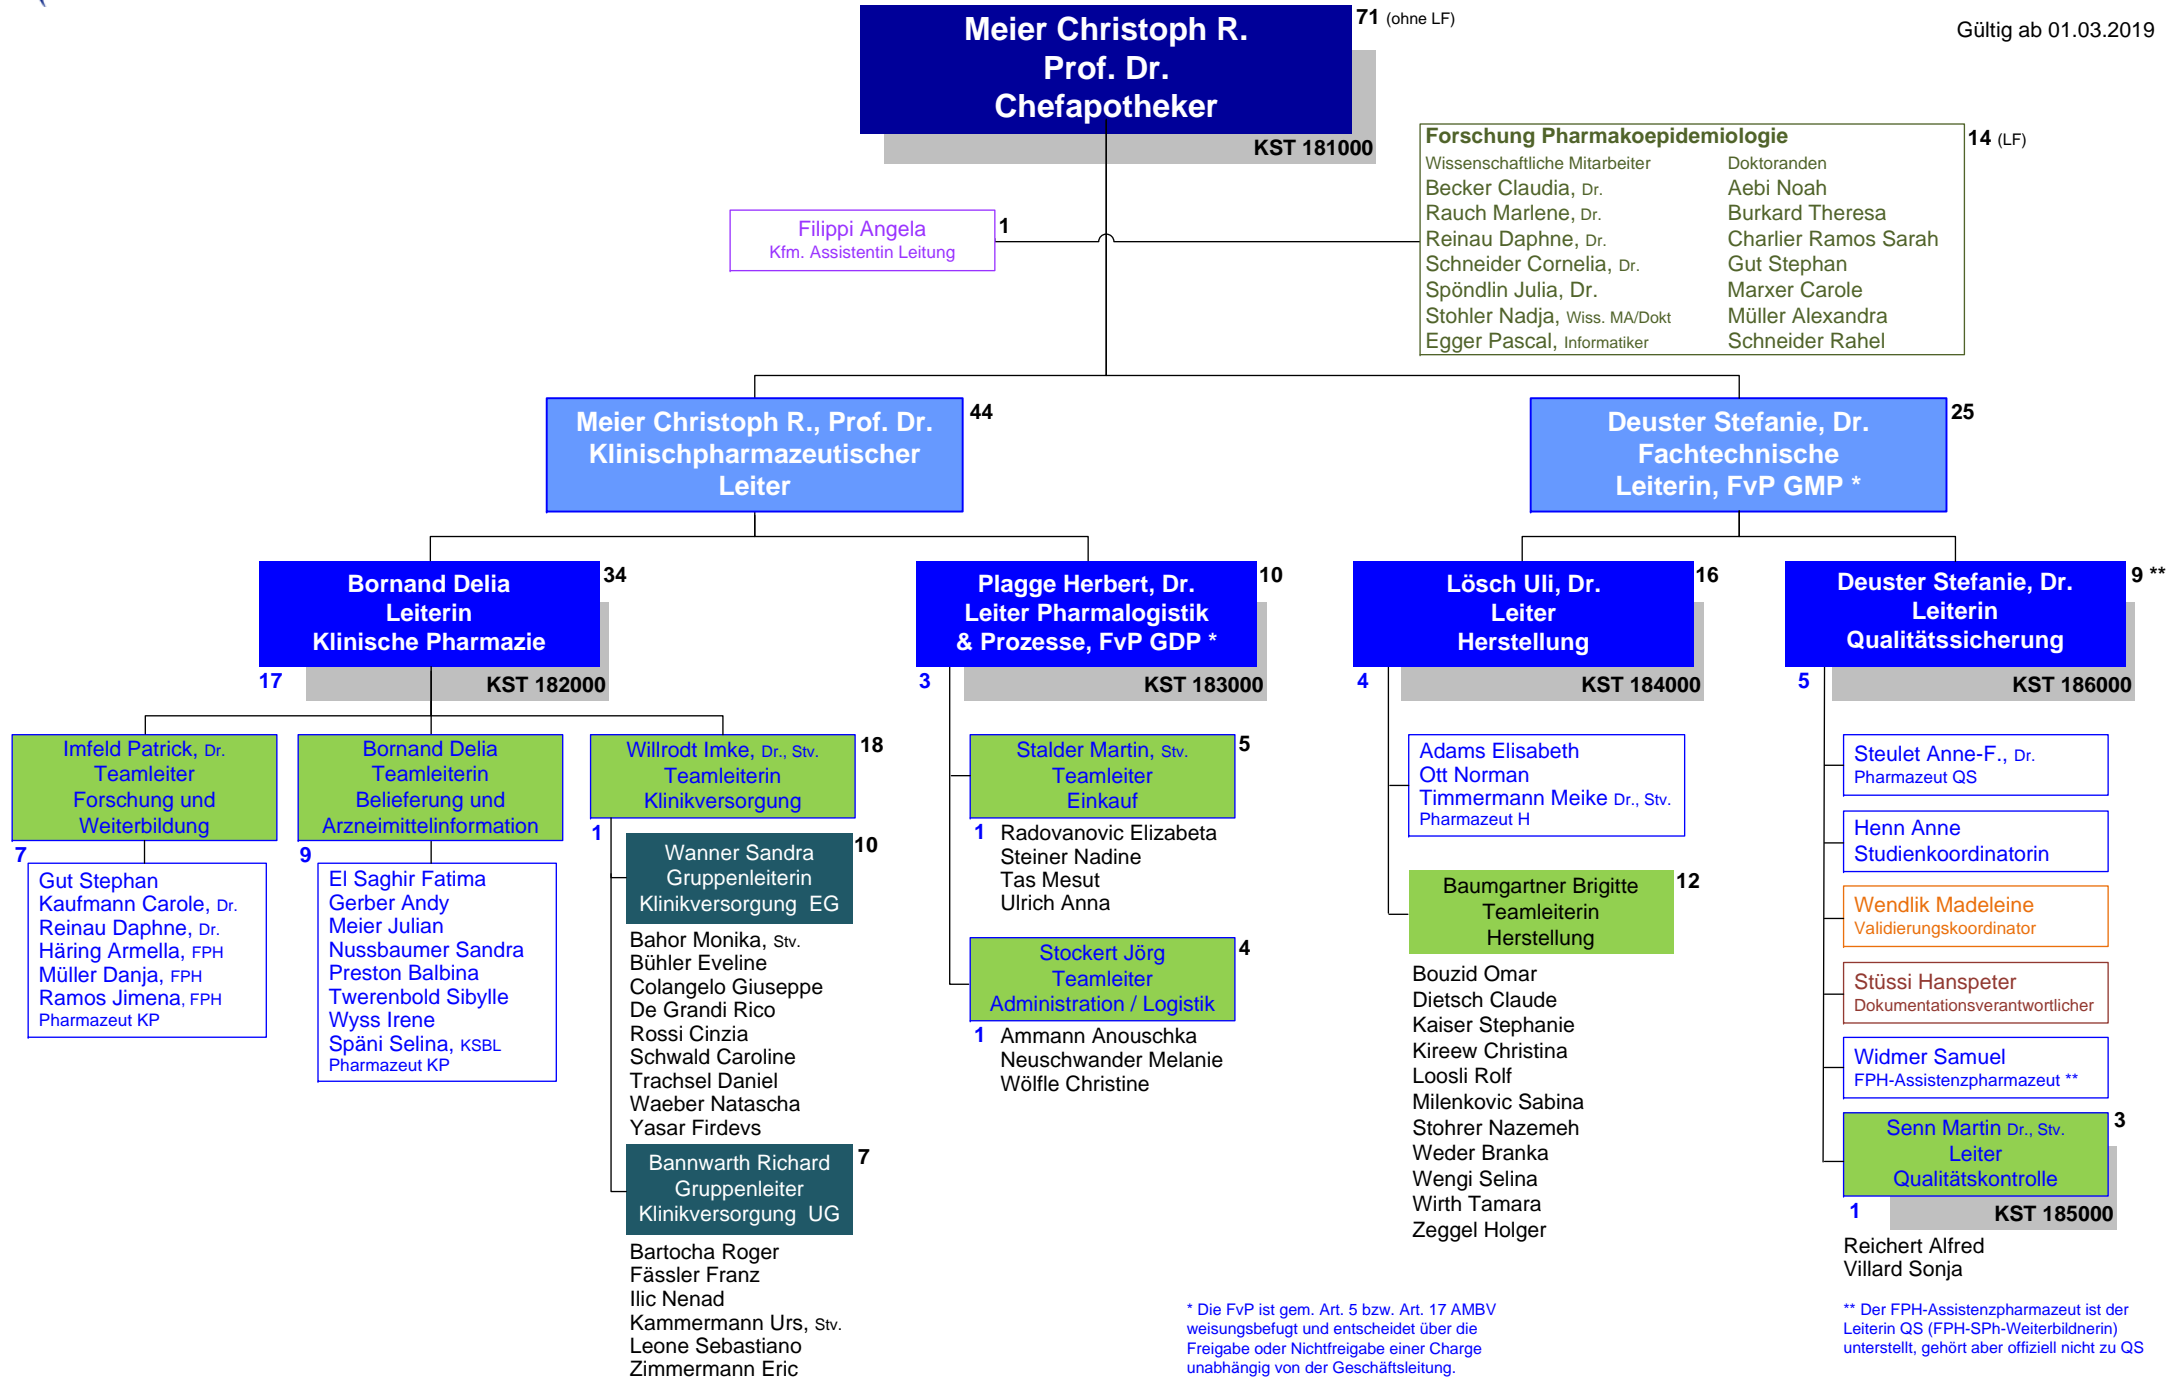 Meier Christoph R.
Prof. Dr.
Chefapotheker
71 (ohne LF)
KST 181000
Gültig ab 01.03.2019
Forschung Pharmakoepidemiologie
14 (LF)
Wissenschaftliche Mitarbeiter
Becker Claudia, Dr.
Rauch Marlene, Dr.
Reinau Daphne, Dr.
Schneider Cornelia, Dr.
Spöndlin Julia, Dr.
Stohler Nadja, Wiss. MA/Dokt
Egger Pascal, Informatiker
Doktoranden
Aebi Noah
Burkard Theresa
Charlier Ramos Sarah
Gut Stephan
Marxer Carole
Müller Alexandra
Schneider Rahel
Filippi Angela
Kfm. Assistentin Leitung
1
Meier Christoph R., Prof. Dr.
Klinischpharmazeutischer
Leiter
44
Deuster Stefanie, Dr.
Fachtechnische
Leiterin, FvP GMP *
25
Bornand Delia
Leiterin
Klinische Pharmazie
34
17
KST 182000
Plagge Herbert, Dr.
Leiter Pharmalogistik
& Prozesse, FvP GDP *
10
3
KST 183000
Lösch Uli, Dr.
Leiter
Herstellung
16
4
KST 184000
Deuster Stefanie, Dr.
Leiterin
Qualitätssicherung
9 **
5
KST 186000
Imfeld Patrick, Dr.
Teamleiter
Forschung und
Weiterbildung
7
Gut Stephan
Kaufmann Carole, Dr.
Reinau Daphne, Dr.
Häring Armella, FPH
Müller Danja, FPH
Ramos Jimena, FPH
Pharmazeut KP
Bornand Delia
Teamleiterin
Belieferung und
Arzneimittelinformation
9
El Saghir Fatima
Gerber Andy
Meier Julian
Nussbaumer Sandra
Preston Balbina
Twerenbold Sibylle
Wyss Irene
Späni Selina, KSBL
Pharmazeut KP
Willrodt Imke, Dr., Stv.
Teamleiterin
Klinikversorgung
18
1
Wanner Sandra
Gruppenleiterin
Klinikversorgung EG
10
Bahor Monika, Stv.
Bühler Eveline
Colangelo Giuseppe
De Grandi Rico
Rossi Cinzia
Schwald Caroline
Trachsel Daniel
Waeber Natascha
Yasar Firdevs
Bannwarth Richard
Gruppenleiter
Klinikversorgung UG
7
Bartocha Roger
Fässler Franz
Ilic Nenad
Kammermann Urs, Stv.
Leone Sebastiano
Zimmermann Eric
Stalder Martin, Stv.
Teamleiter
Einkauf
5
1
Radovanovic Elizabeta
Steiner Nadine
Tas Mesut
Ulrich Anna
Stockert Jörg
Teamleiter
Administration / Logistik
4
1
Ammann Anouschka
Neuschwander Melanie
Wölfle Christine
Adams Elisabeth
Ott Norman
Timmermann Meike Dr., Stv.
Pharmazeut H
Baumgartner Brigitte
Teamleiterin
Herstellung
12
Bouzid Omar
Dietsch Claude
Kaiser Stephanie
Kireew Christina
Loosli Rolf
Milenkovic Sabina
Stohrer Nazemeh
Weder Branka
Wengi Selina
Wirth Tamara
Zeggel Holger
Steulet Anne-F., Dr.
Pharmazeut QS
Henn Anne
Studienkoordinatorin
Wendlik Madeleine
Validierungskoordinator
Stüssi Hanspeter
Dokumentationsverantwortlicher
Widmer Samuel
FPH-Assistenzpharmazeut **
Senn Martin Dr., Stv.
Leiter
Qualitätskontrolle
3
1
KST 185000
Reichert Alfred
Villard Sonja
* Die FvP ist gem. Art. 5 bzw. Art. 17 AMBV
weisungsbefugt und entscheidet über die
Freigabe oder Nichtfreigabe einer Charge
unabhängig von der Geschäftsleitung.
** Der FPH-Assistenzpharmazeut ist der
Leiterin QS (FPH-SPh-Weiterbildnerin)
unterstellt, gehört aber offiziell nicht zu QS